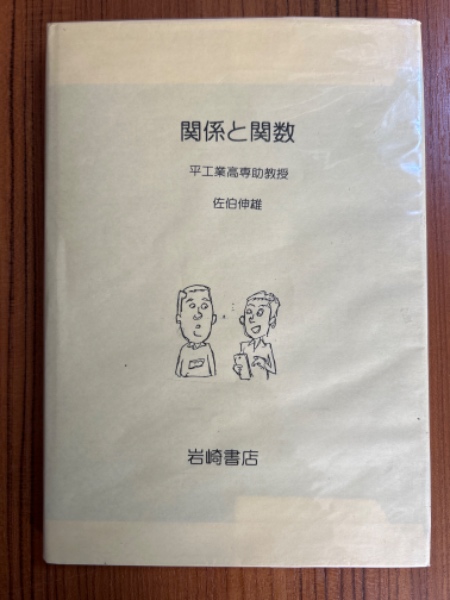 関係と関数
平工業高専助教授
佐伯伸雄
岩崎書店